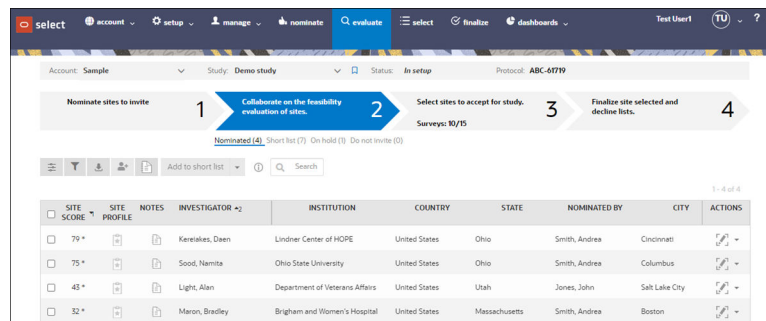 select account setup manage nominate evaluate select finalize dashboards Test User1 TU ?
Account: Sample Study: Demo study Status: In setup Protocol: ABC-61719
Nominate sites to invite 1
Collaborate on the feasibility
evaluation of sites. 2
Select sites to accept for study.
Surveys: 10/15 3
Finalize site selected and
decline lists. 4
Nominated (4) Short list (7) On hold (1) Do not invite (0)
Add to short list Search
1 - 4 of 4
SITE SCORE SITE PROFILE NOTES INVESTIGATOR 2 INSTITUTION COUNTRY STATE NOMINATED BY CITY ACTIONS
79 * Kereiakes, Daen Lindner Center of HOPE United States Ohio Smith, Andrea Cincinnati
75 * Sood, Namita Ohio State University United States Ohio Smith, Andrea Columbus
43 * Light, Alan Department of Veterans Affairs United States Utah Jones, John Salt Lake City
32 * Maron, Bradley Brigham and Women's Hospital United States Massachusetts Smith, Andrea Boston